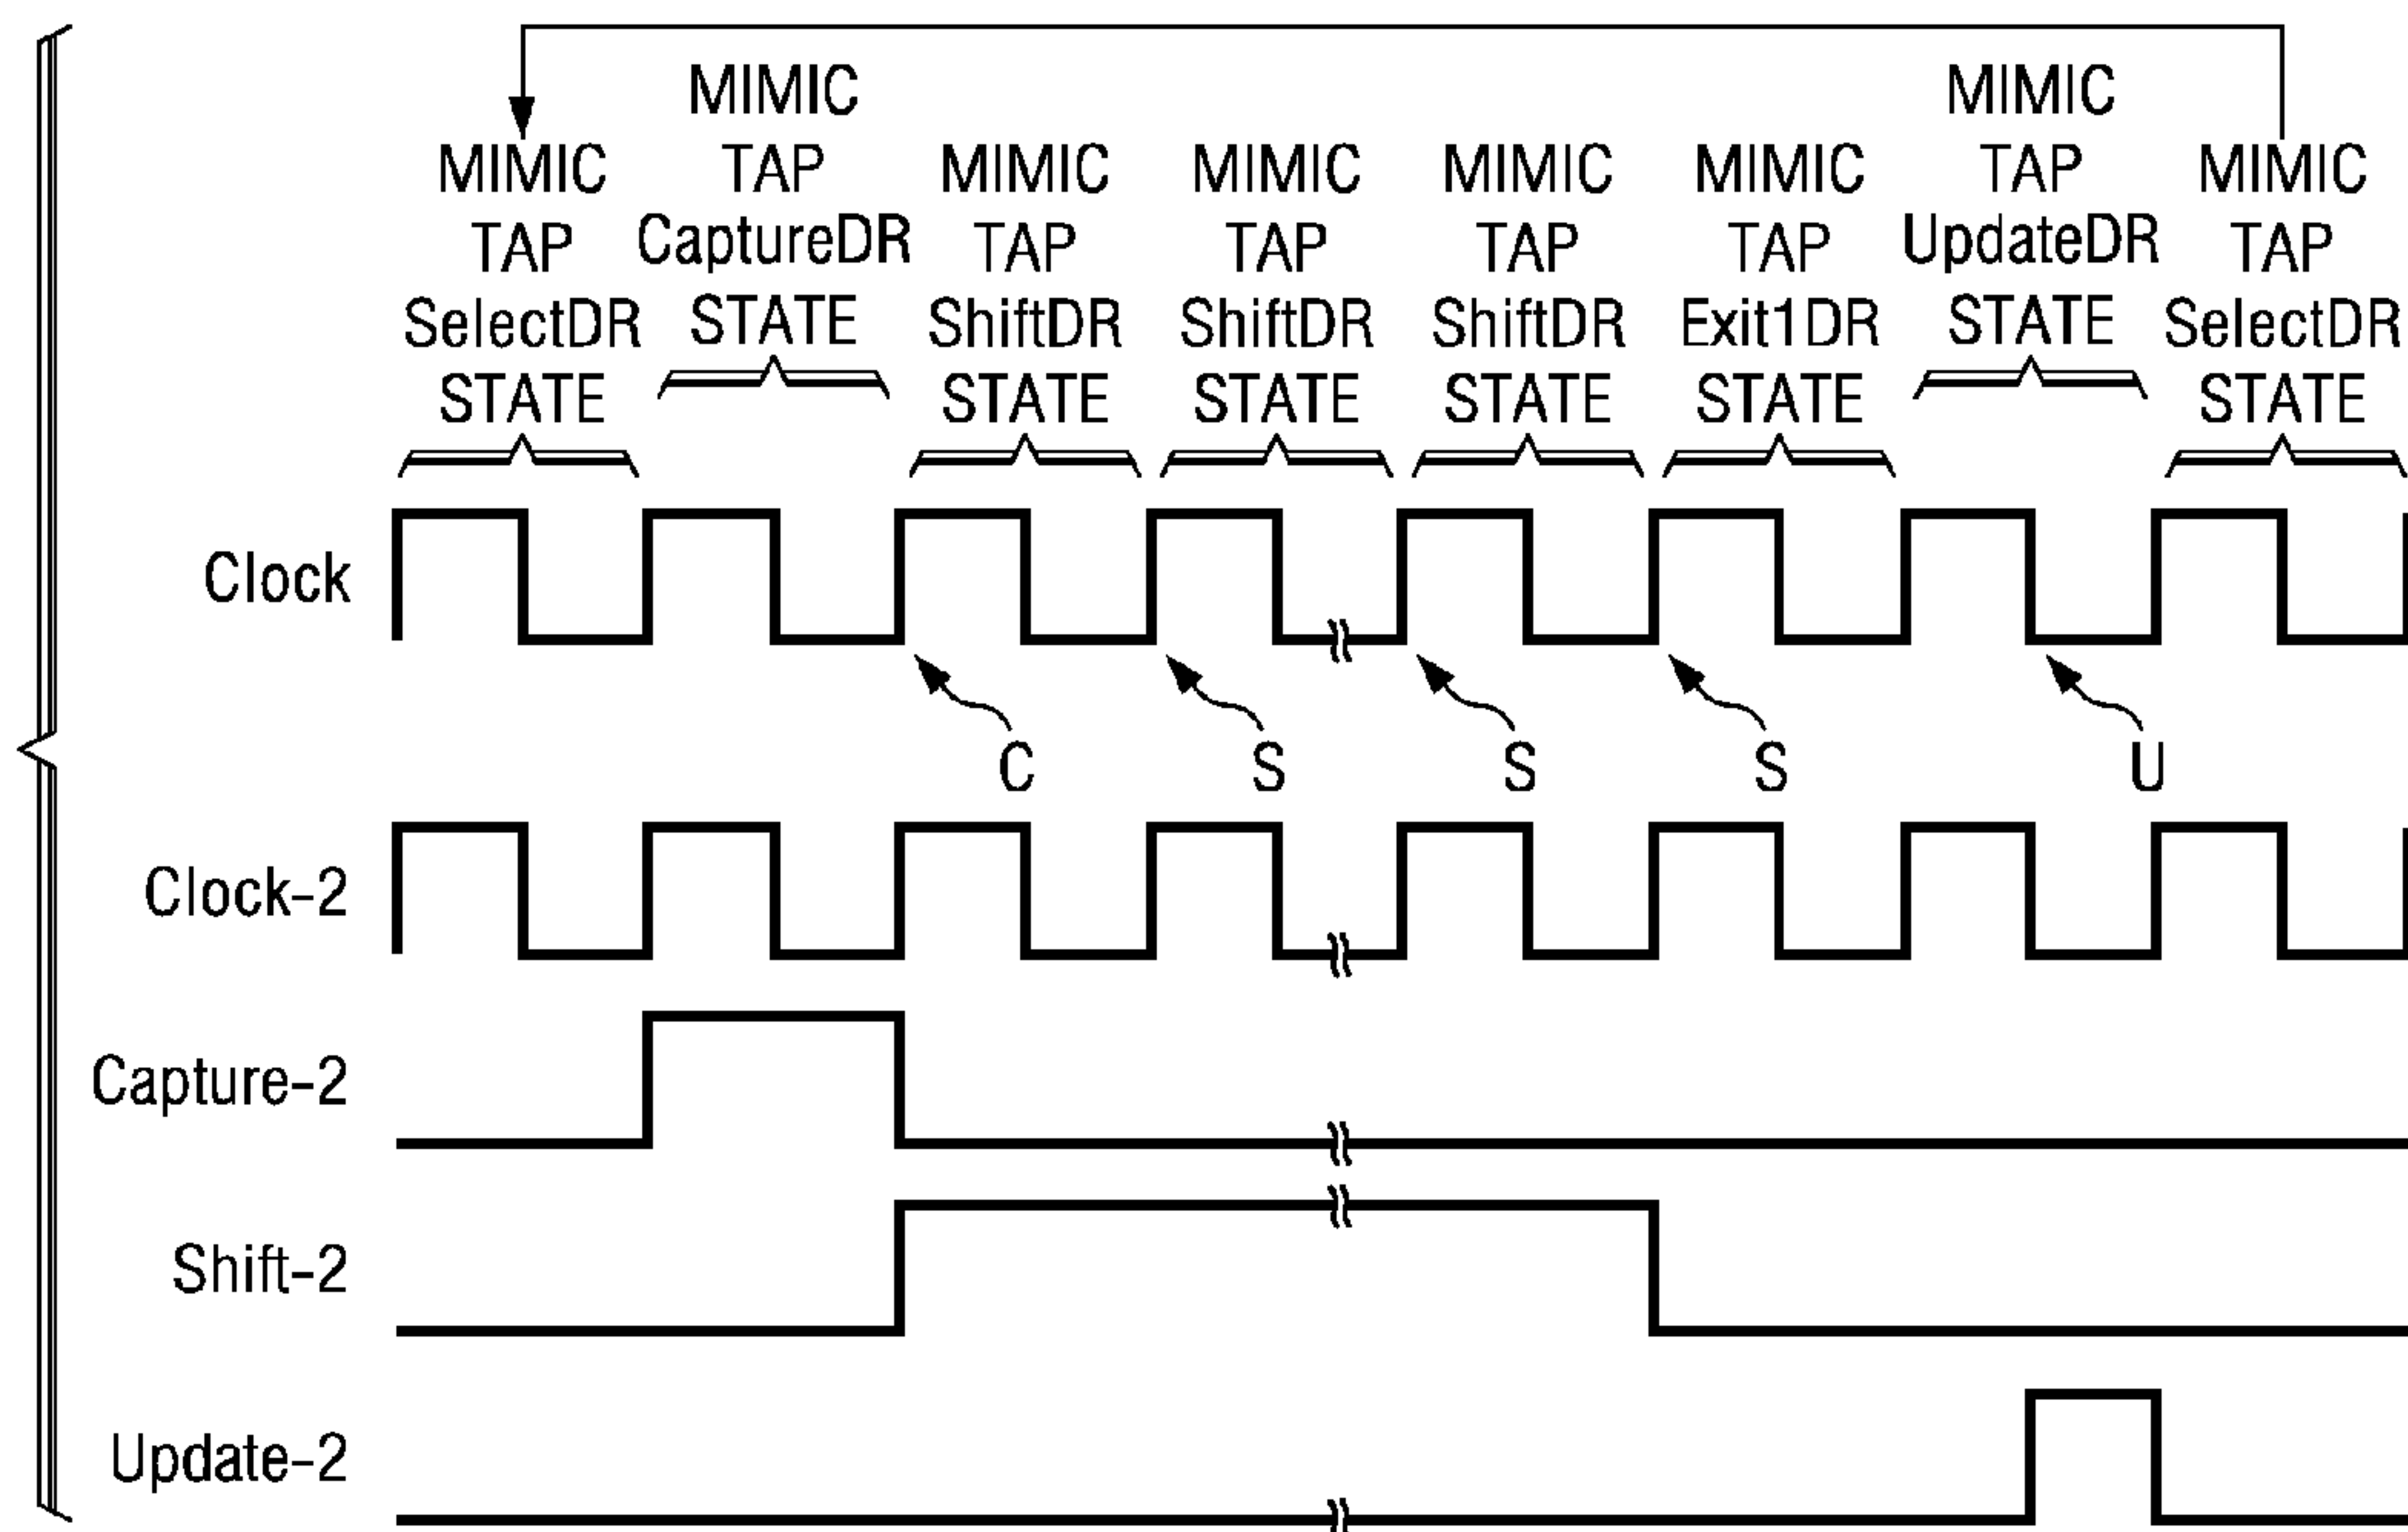 MIMIC
TAP
SelectDR
STATE
MIMIC
TAP
CaptureDR
STATE
MIMIC
TAP
ShiftDR
STATE
MIMIC
TAP
ShiftDR
STATE
MIMIC
TAP
ShiftDR
STATE
MIMIC
TAP
Exit1DR
STATE
MIMIC
TAP
UpdateDR
STATE
MIMIC
TAP
SelectDR
STATE
Clock
C
S
S
S
U
Clock-2
Capture-2
Shift-2
Update-2